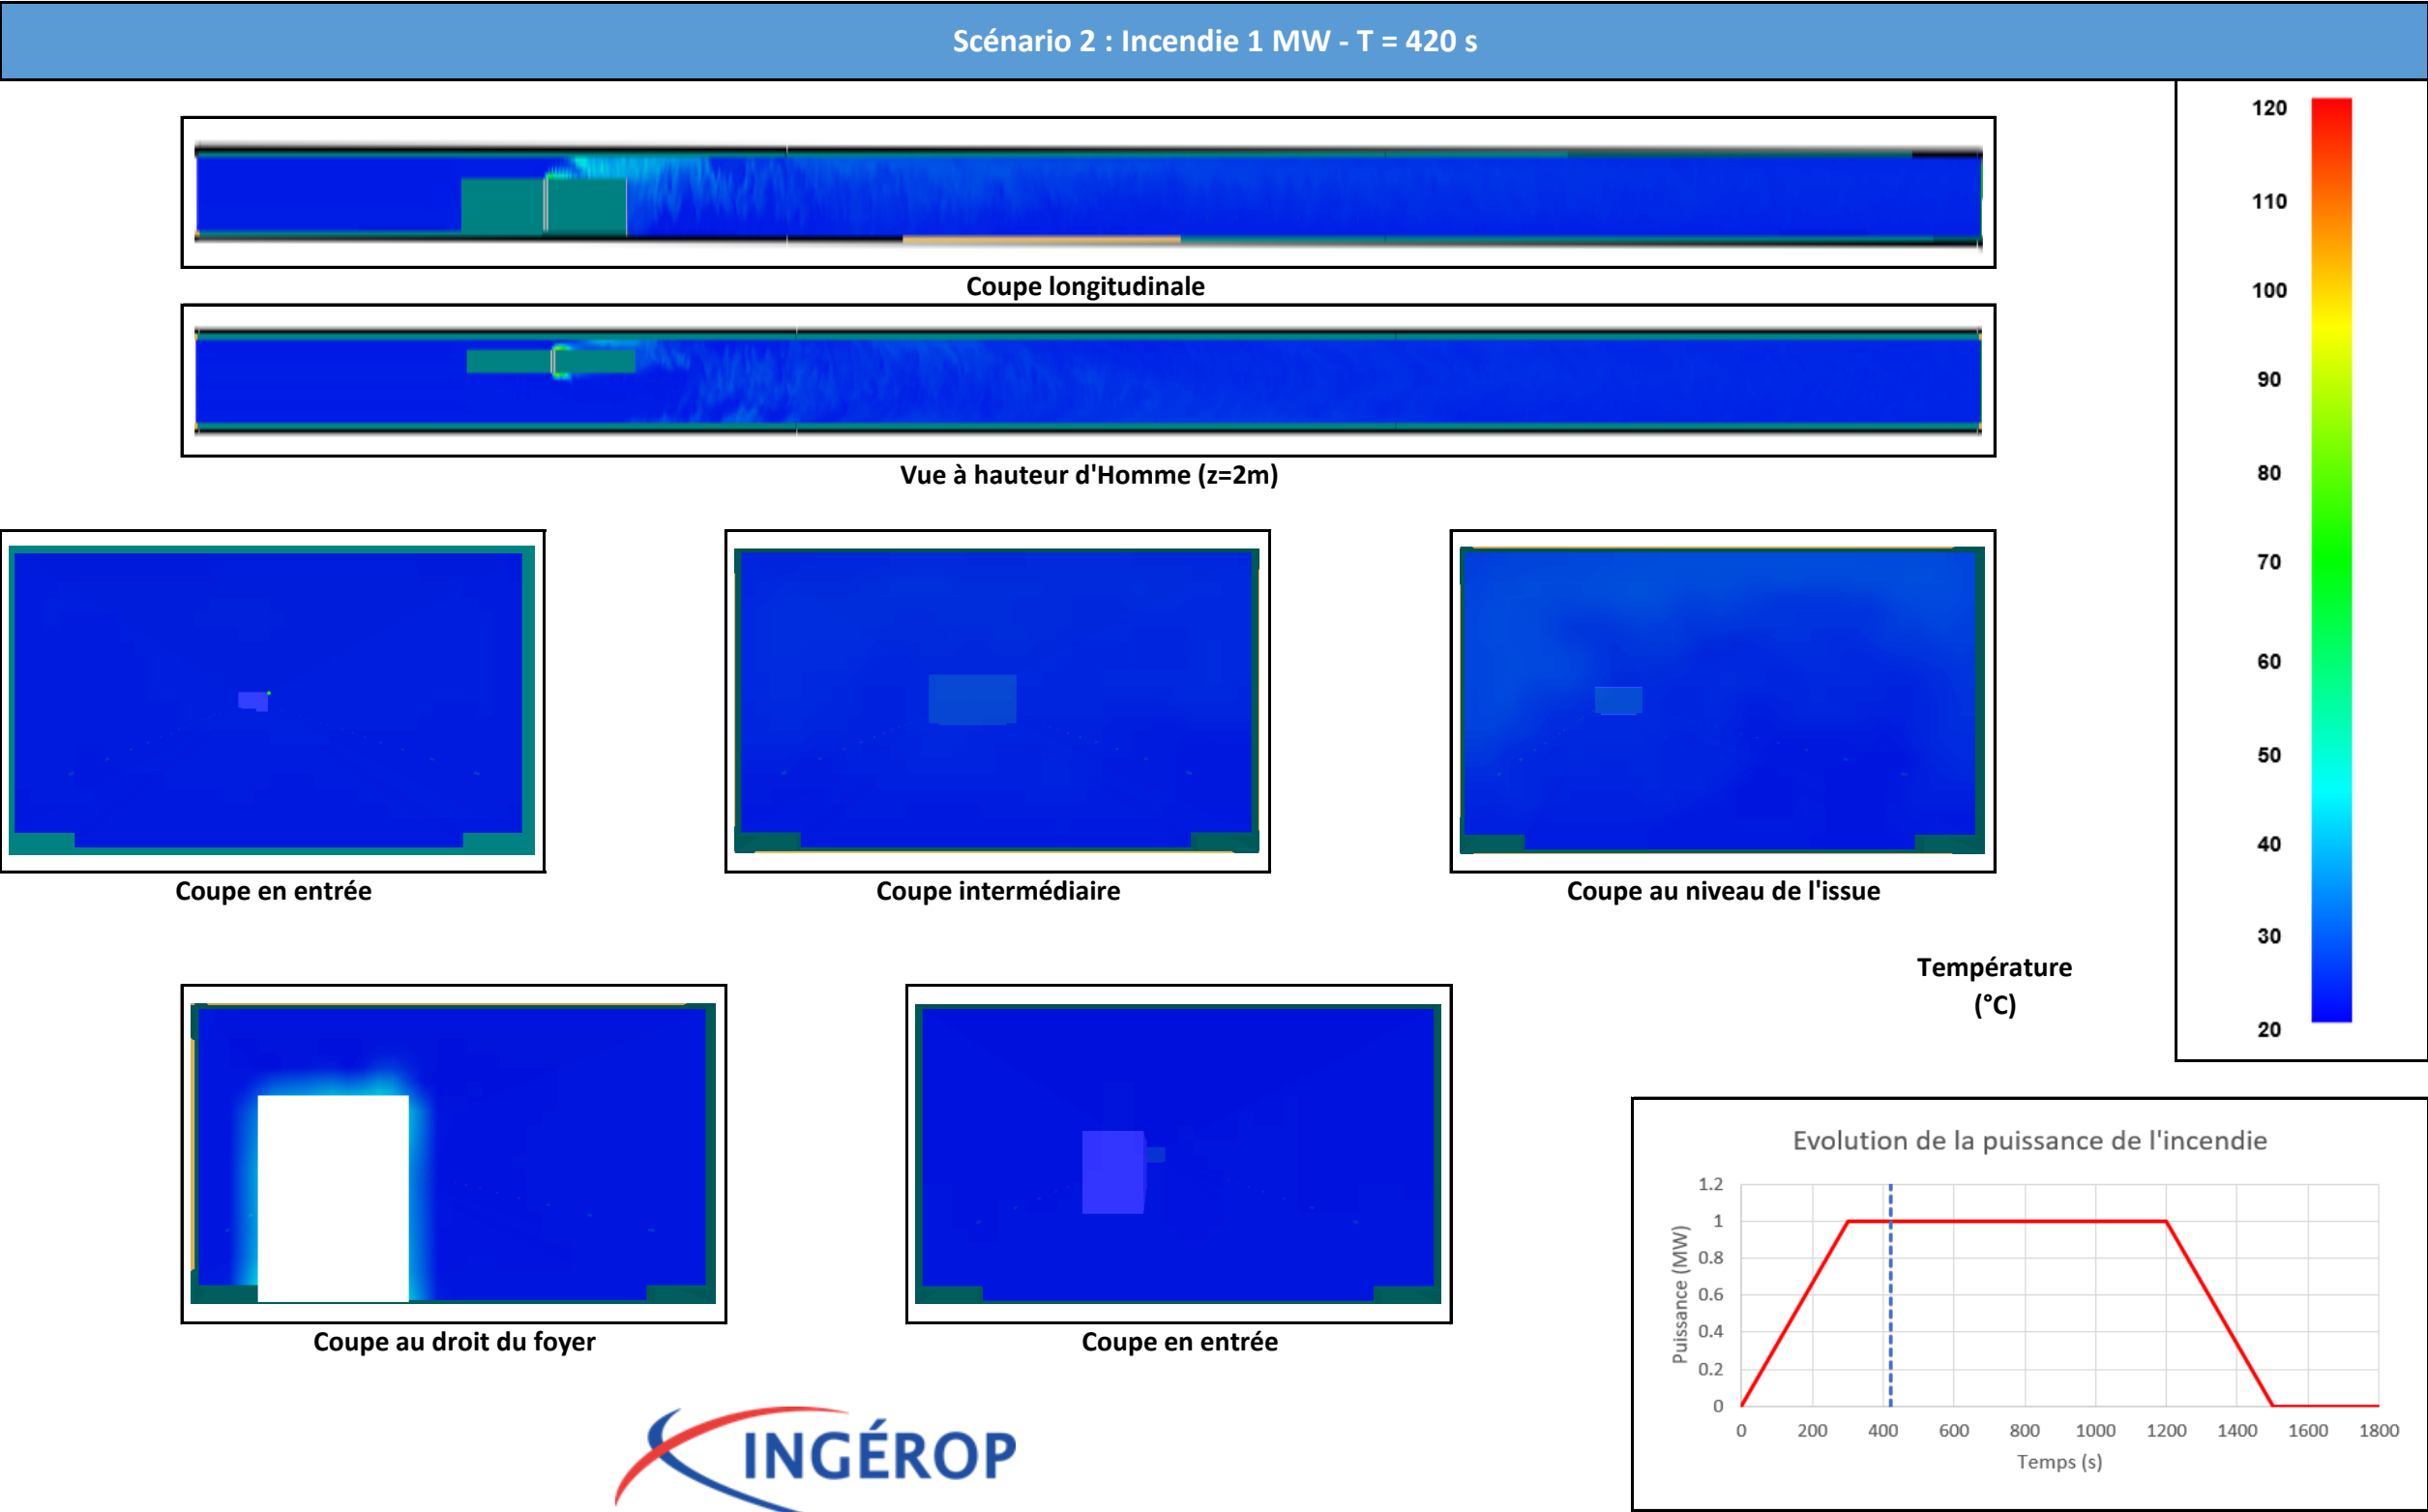 Scénario 2 : Incendie 1 MW - T = 420 s
Coupe longitudinale
Vue à hauteur d'Homme (z=2m)
Coupe en entrée
Coupe intermédiaire
Coupe au niveau de l'issue
Coupe au droit du foyer
Coupe en entrée
Température
(°C)
120
110
100
90
80
70
60
50
40
30
20
Evolution de la puissance de l'incendie
Puissance (MW)
1.2
1
0.8
0.6
0.4
0.2
0
0 200 400 600 800 1000 1200 1400 1600 1800
Temps (s)
INGÉROP